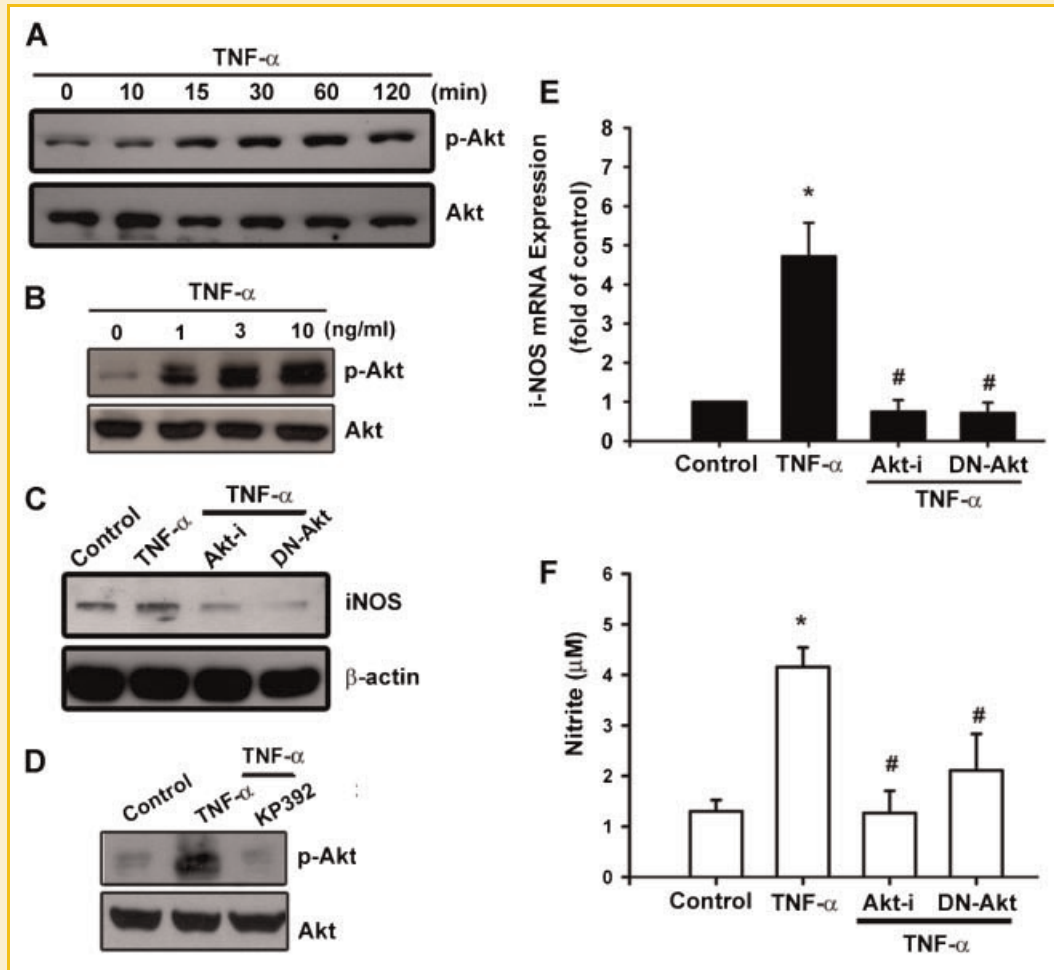 A
TNF-α
0 10 15 30 60 120 (min)
p-Akt
Akt
B
TNF-α
0 1 3 10 (ng/ml)
p-Akt
Akt
C
TNF-α
Control TNF-α Akt-i DN-Akt
iNOS
β-actin
D
TNF-α
Control TNF-α KP392
:
p-Akt
Akt
E
i-NOS mRNA Expression
(fold of control)
8
7
6
5
4
3
2
1
0
*
#
#
Control TNF-α Akt-i DN-Akt
TNF-α
F
Nitrite (μM)
6
5
4
3
2
1
0
*
#
#
Control TNF-α Akt-i DN-Akt
TNF-α